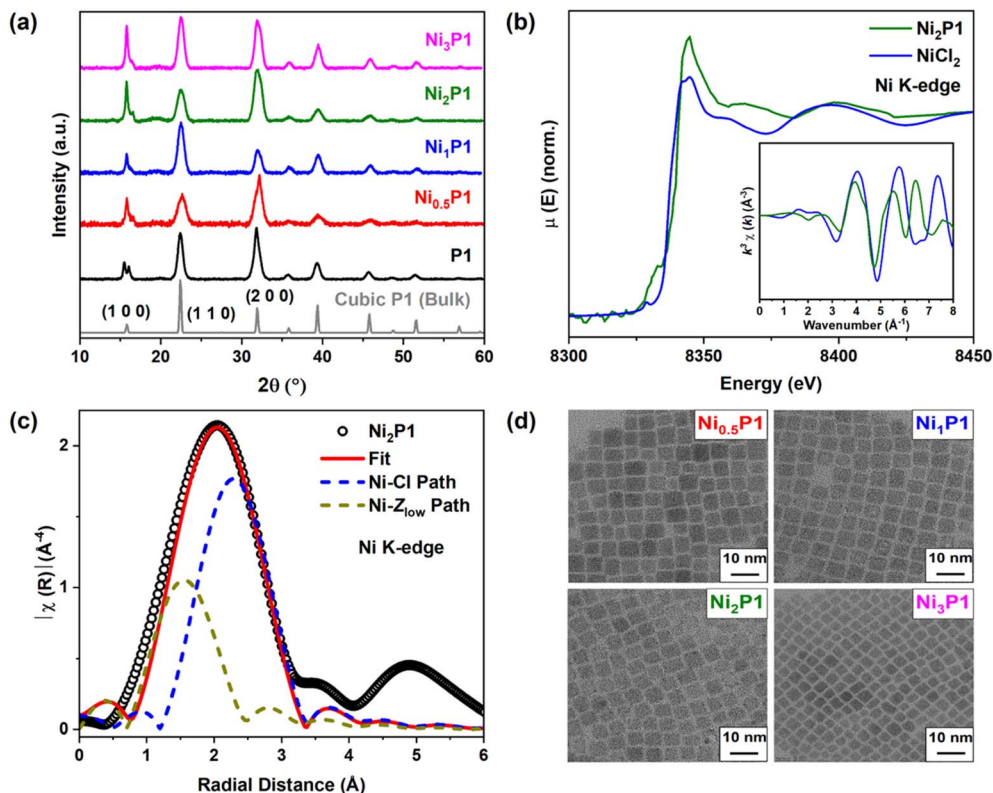 (a)
Ni₃P1
Ni₂P1
Ni₁P1
Ni₀.₅P1
P1
Cubic P1 (Bulk)
(1 0 0)
(1 1 0)
(2 0 0)
Intensity (a.u.)
10 20 30 40 50 60
2θ (°)
(b)
Ni₂P1
NiCl₂
Ni K-edge
μ (E) (norm.)
k³ χ (k) (Å⁻³)
0 1 2 3 4 5 6 7 8
Wavenumber (Å⁻¹)
8300 8350 8400 8450
Energy (eV)
(c)
Ni₂P1
Fit
Ni-Cl Path
Ni-Zlow Path
Ni K-edge
|χ (R)| (Å⁻⁴)
2
1
0
0 1 2 3 4 5 6
Radial Distance (Å)
(d)
Ni₀.₅P1
10 nm
Ni₁P1
10 nm
Ni₂P1
10 nm
Ni₃P1
10 nm